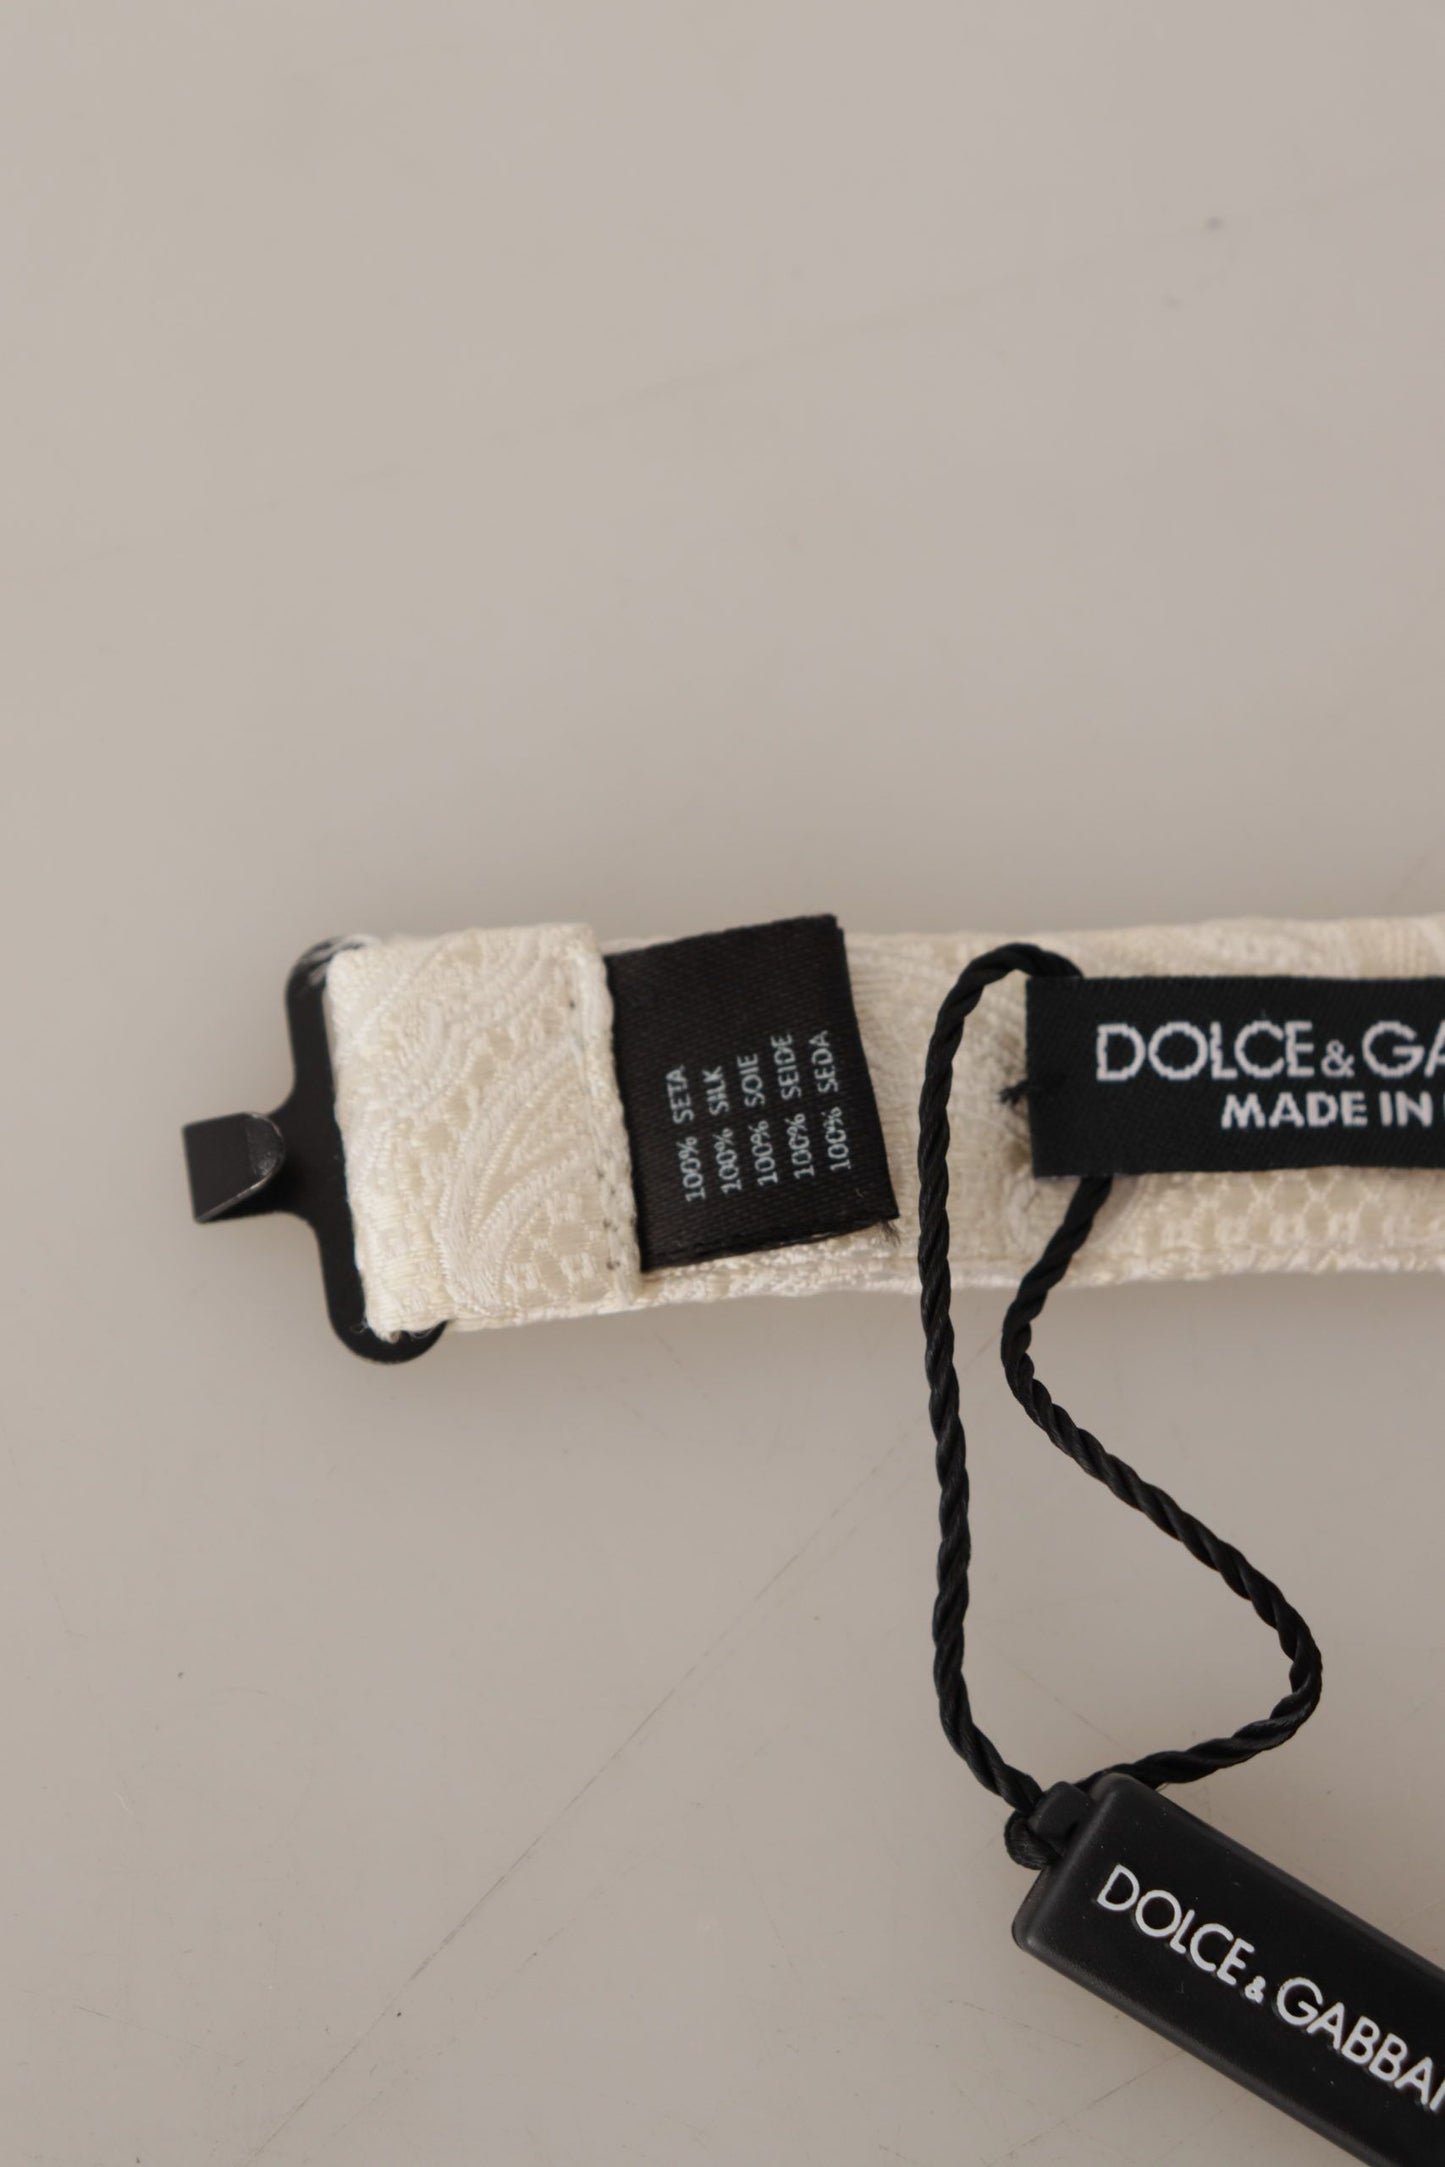 100% SETA
100% SILK
100% SOIE
100% SEIDE
100% SEDA
DOLCE & GA
MADE IN
DOLCE & GABBA